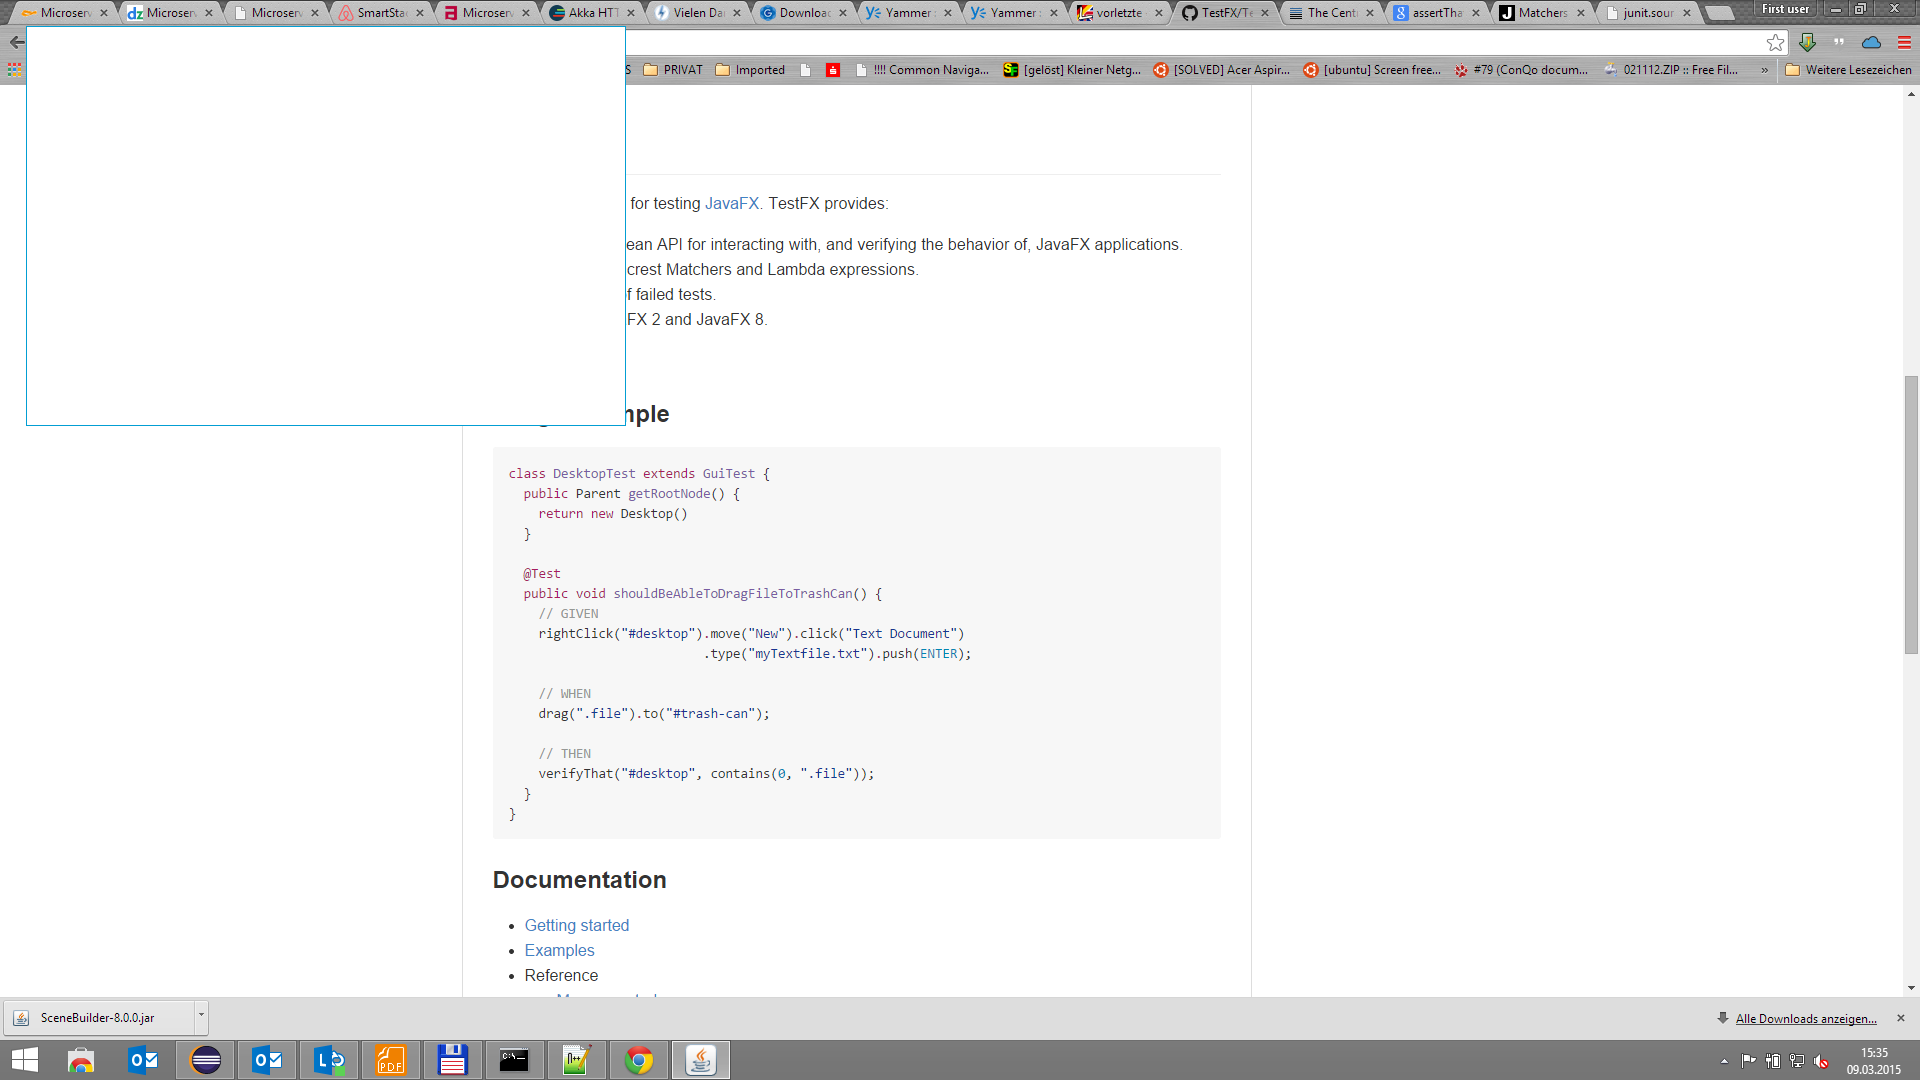 Microserv
Microser
Microser
SmartStac
Microserv
Akka HTT
Vielen Da
Downloac
Yammer
Yammer
vorletzte
TestFX/Te
The Cent
assertTha
Matchers
junit.sour
First user
S
PRIVAT
Imported
!!!! Common Naviga...
[gelöst] Kleiner Netg...
[SOLVED] Acer Aspir...
[ubuntu] Screen free...
#79 (ConQo docum...
021112.ZIP :: Free Fil...
»
Weitere Lesezeichen
for testing JavaFX. TestFX provides:
ean API for interacting with, and verifying the behavior of, JavaFX applications.
crest Matchers and Lambda expressions.
f failed tests.
FX 2 and JavaFX 8.
mple
class DesktopTest extends GuiTest {
public Parent getRootNode() {
return new Desktop()
}
@Test
public void shouldBeAbleToDragFileToTrashCan() {
// GIVEN
rightClick("#desktop").move("New").click("Text Document")
.type("myTextfile.txt").push(ENTER);
// WHEN
drag(".file").to("#trash-can");
// THEN
verifyThat("#desktop", contains(0, ".file"));
}
}
Documentation
Getting started
Examples
Reference
SceneBuilder-8.0.0.jar
Alle Downloads anzeigen...
15:35
09.03.2015